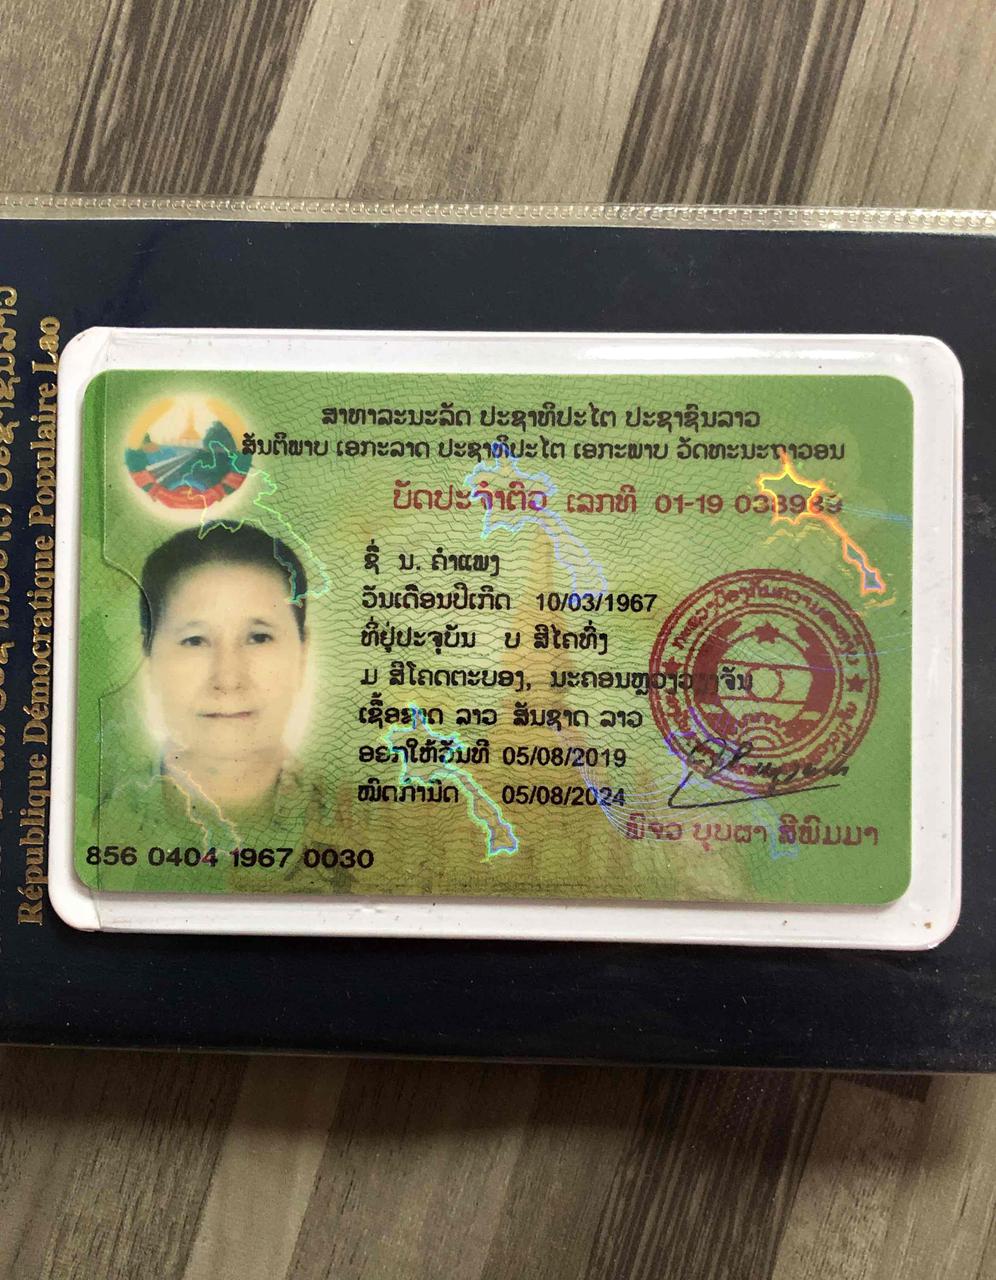 République Démocratique Populaire Lao
ສາທາລະນະລັດ ປະຊາທິປະໄຕ ປະຊາຊົນລາວ
ສັນຕິພາບ ເອກະລາດ ປະຊາທິປະໄຕ ເອກະພາບ ວັດທະນະຖາວອນ
ບັດປະຈຳຕົວ ເລກທີ 01-19 038989
ຊື່ ນ. ຄຳແພງ
ວັນເດືອນປີເກີດ 10/03/1967
ທີ່ຢູ່ປະຈຸບັນ ບ ສີໄຄທົ່ງ
ມ ສີໂຄດຕະບອງ, ນະຄອນຫຼວງວຽງຈັນ
ເຊື້ອຊາດ ລາວ ສັນຊາດ ລາວ
ອອກໃຫ້ວັນທີ 05/08/2019
ໝົດກຳນົດ 05/08/2024
ພົຈວ ບຸບຜາ ສີພົມມາ
856 0404 1967 0030